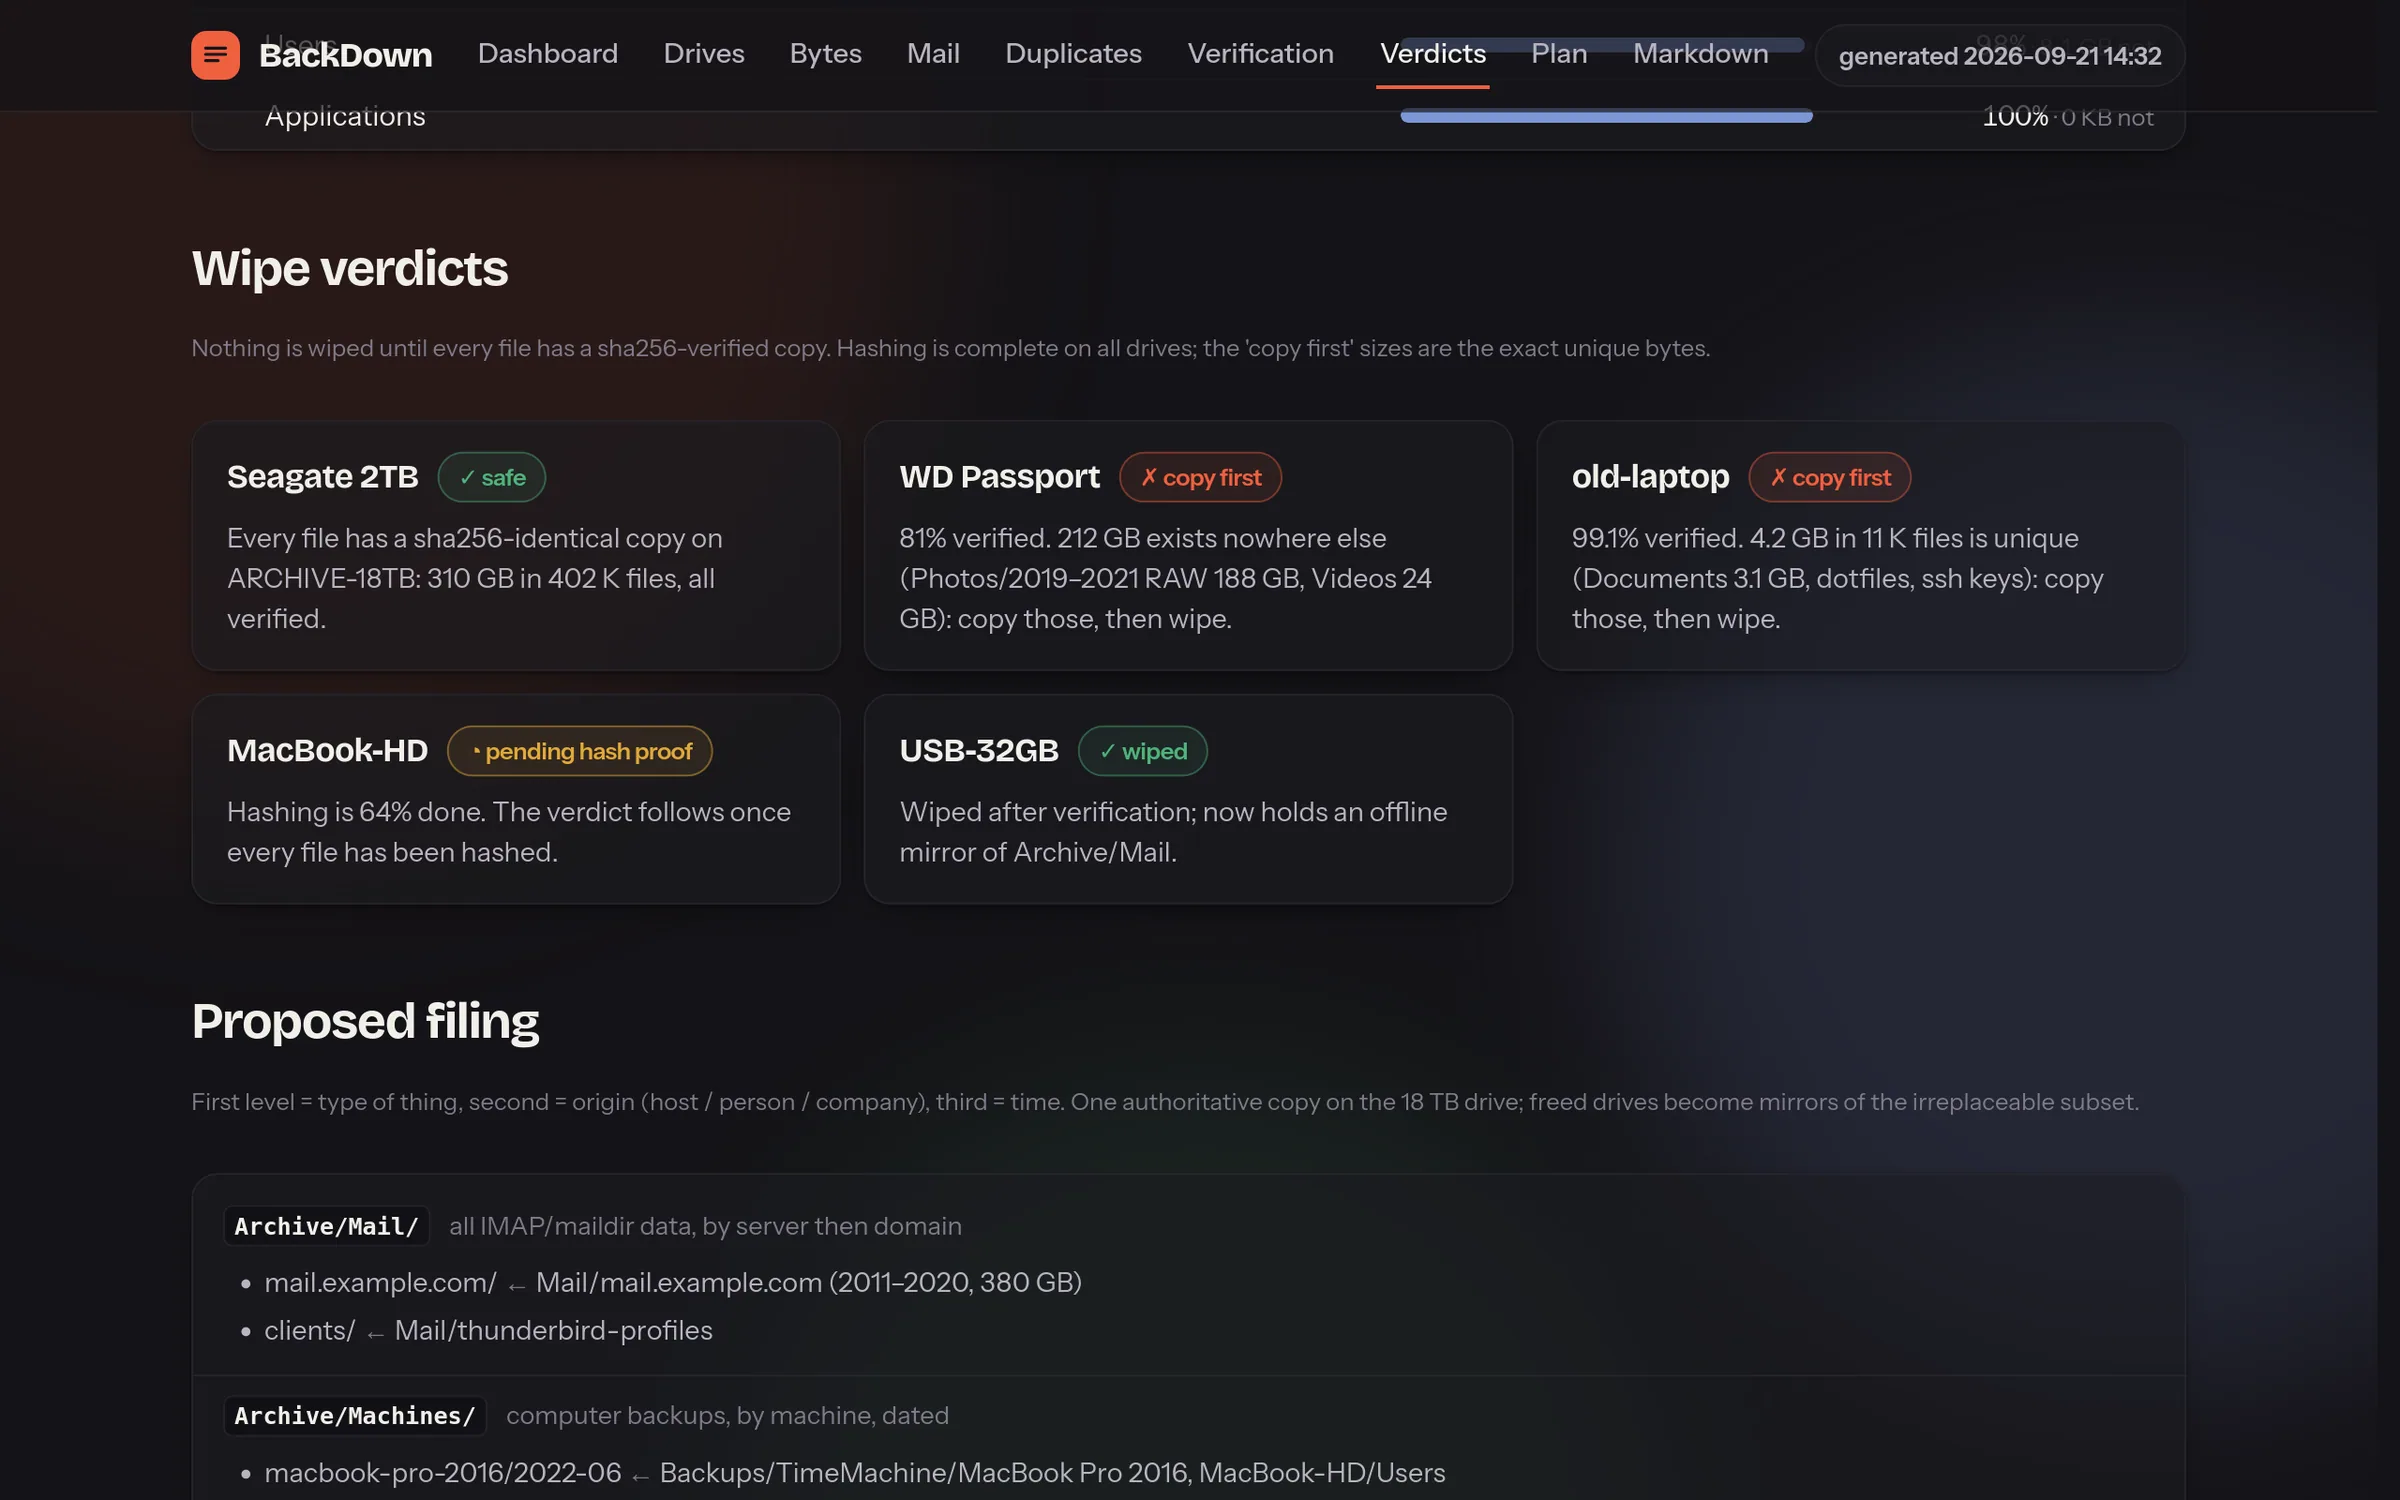 BackDown Dashboard Drives Bytes Mail Duplicates Verification Verdicts Plan Markdown generated 2026-09-21 14:32
Users 98%
Applications 100% · 0 KB not
Wipe verdicts
Nothing is wiped until every file has a sha256-verified copy. Hashing is complete on all drives; the 'copy first' sizes are the exact unique bytes.
Seagate 2TB ✓ safe
Every file has a sha256-identical copy on
ARCHIVE-18TB: 310 GB in 402 K files, all
verified.
WD Passport ✗ copy first
81% verified. 212 GB exists nowhere else
(Photos/2019–2021 RAW 188 GB, Videos 24
GB): copy those, then wipe.
old-laptop ✗ copy first
99.1% verified. 4.2 GB in 11 K files is unique
(Documents 3.1 GB, dotfiles, ssh keys): copy
those, then wipe.
MacBook-HD pending hash proof
Hashing is 64% done. The verdict follows once
every file has been hashed.
USB-32GB ✓ wiped
Wiped after verification; now holds an offline
mirror of Archive/Mail.
Proposed filing
First level = type of thing, second = origin (host / person / company), third = time. One authoritative copy on the 18 TB drive; freed drives become mirrors of the irreplaceable subset.
Archive/Mail/ all IMAP/maildir data, by server then domain
• mail.example.com/ ← Mail/mail.example.com (2011–2020, 380 GB)
• clients/ ← Mail/thunderbird-profiles
Archive/Machines/ computer backups, by machine, dated
• macbook-pro-2016/2022-06 ← Backups/TimeMachine/MacBook Pro 2016, MacBook-HD/Users